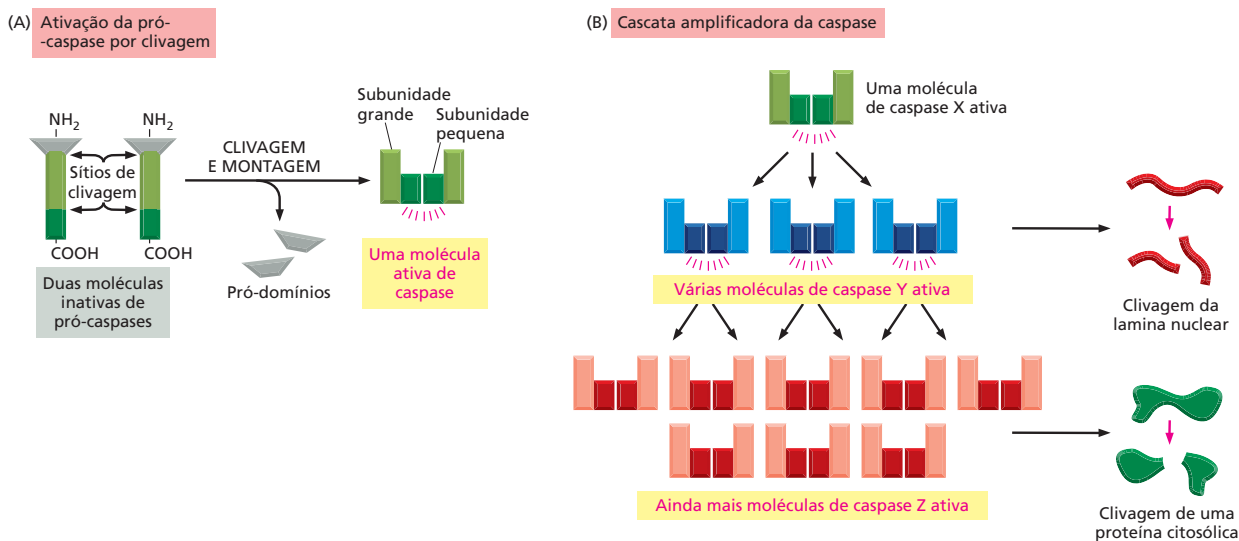 (A) Ativação da pró-
-caspase por clivagem
NH2
NH2
Sítios de
clivagem
COOH
COOH
Duas moléculas
inativas de
pró-caspases
CLIVAGEM
E MONTAGEM
Pró-domínios
Subunidade
grande
Subunidade
pequena
Uma molécula
ativa de
caspase
(B) Cascata amplificadora da caspase
Uma molécula
de caspase X ativa
Várias moléculas de caspase Y ativa
Clivagem da
lamina nuclear
Ainda mais moléculas de caspase Z ativa
Clivagem de uma
proteína citosólica